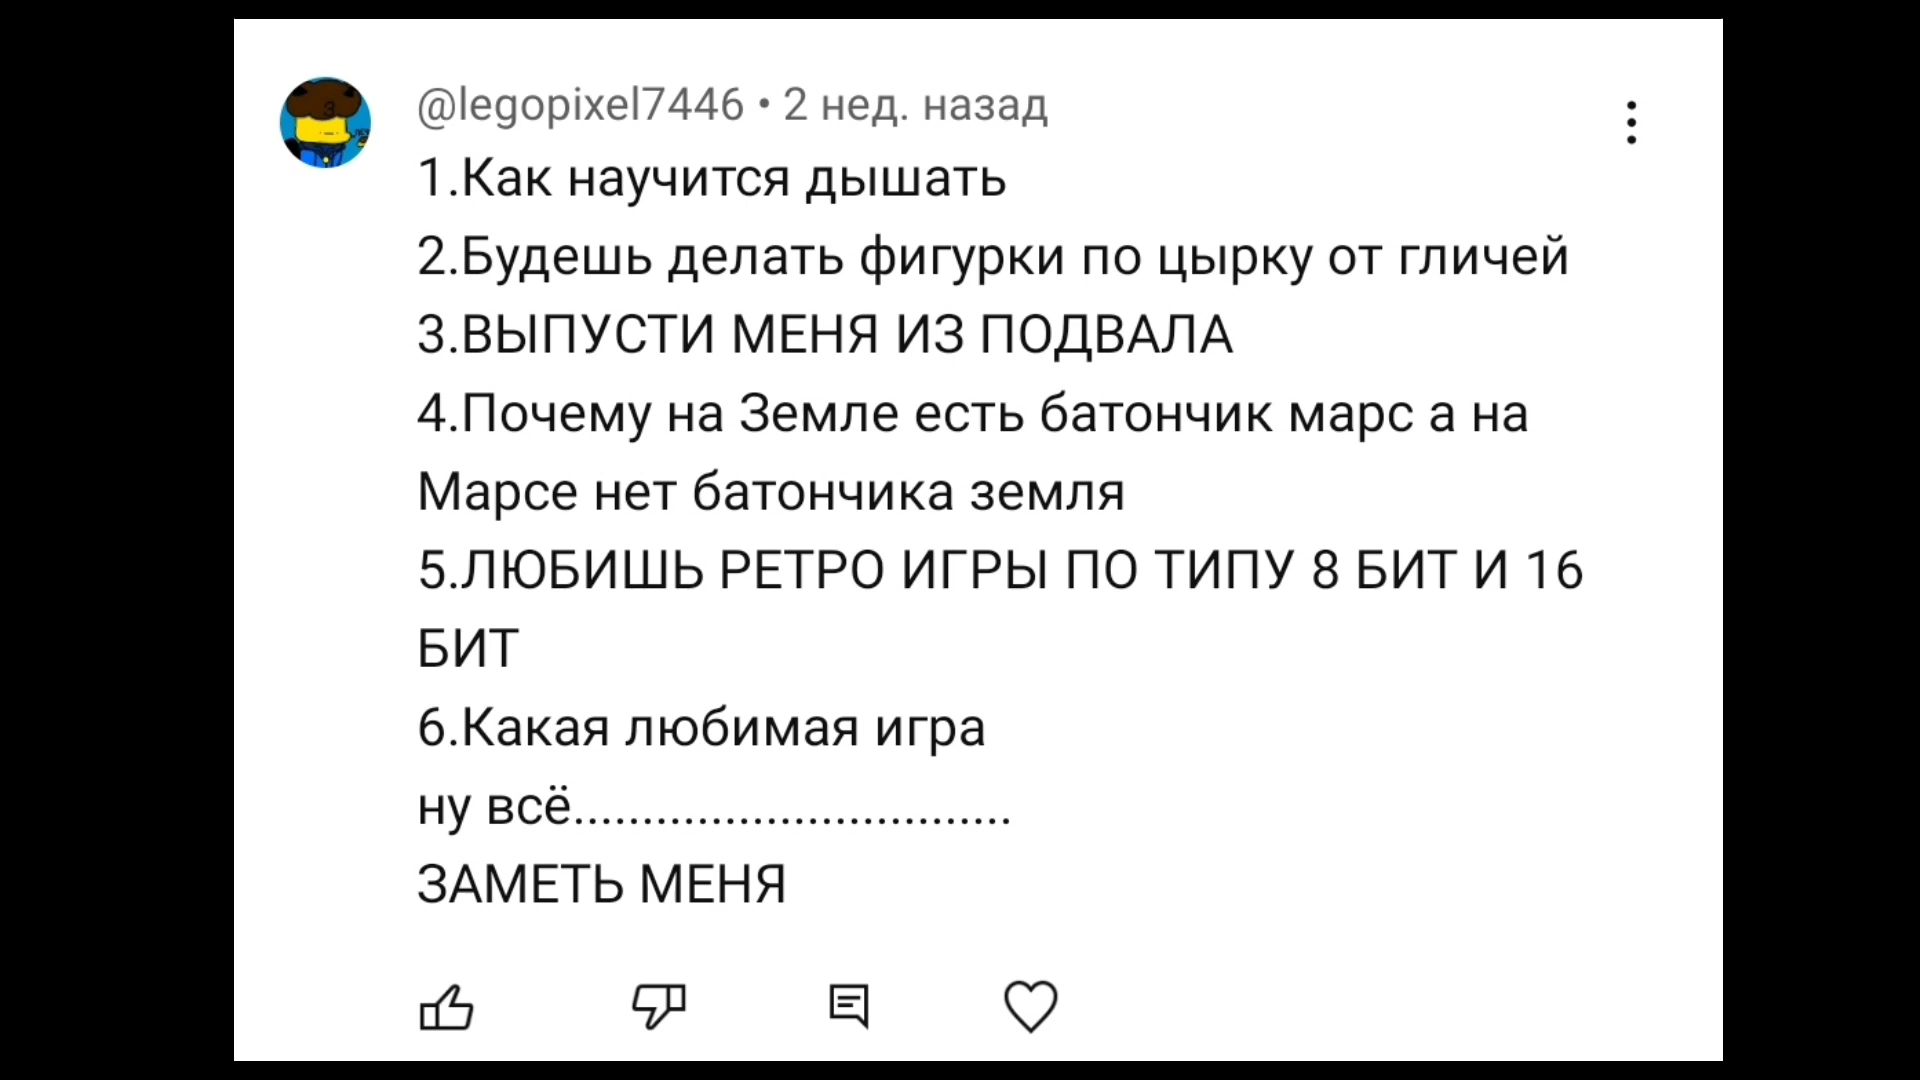 @legopixel7446 • 2 нед. назад
1.Как научится дышать
2.Будешь делать фигурки по цырку от гличей
3.ВЫПУСТИ МЕНЯ ИЗ ПОДВАЛА
4.Почему на Земле есть батончик марс а на
Марсе нет батончика земля
5.ЛЮБИШЬ РЕТРО ИГРЫ ПО ТИПУ 8 БИТ И 16
БИТ
6.Какая любимая игра
ну всё................................
ЗАМЕТЬ МЕНЯ